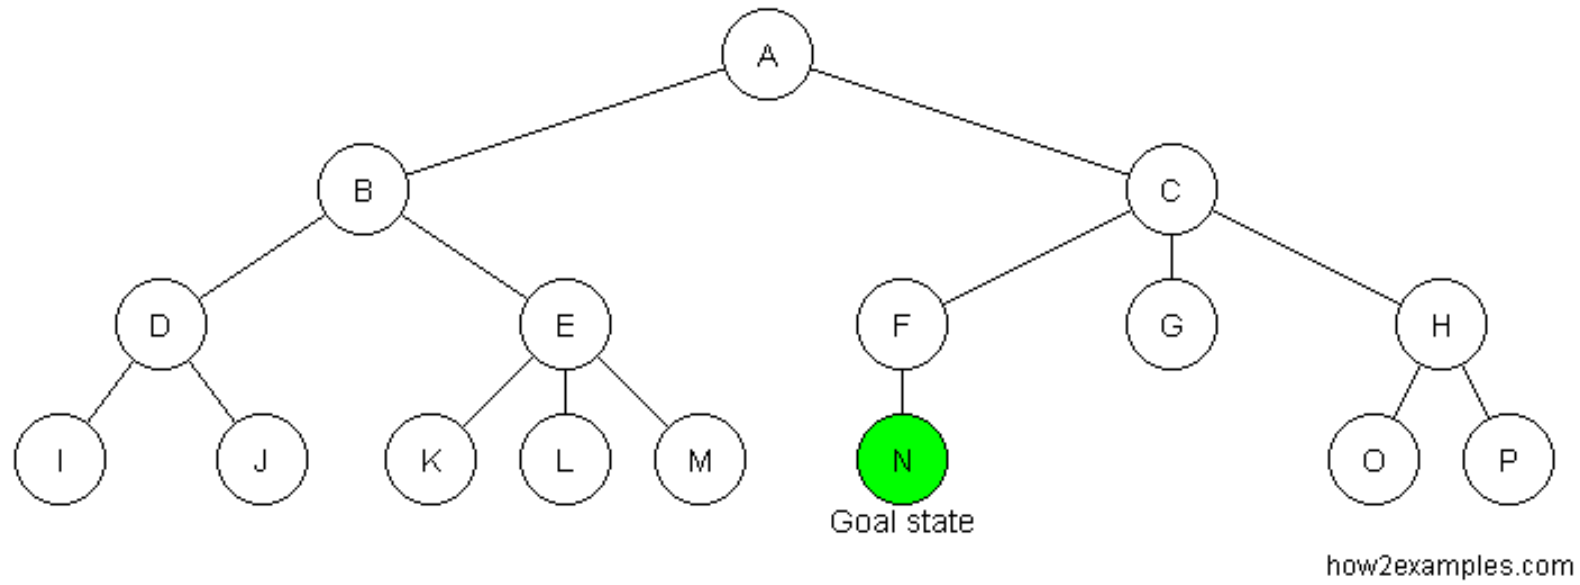 A
B C
D E F G H
I J K L M N O P
Goal state
how2examples.com